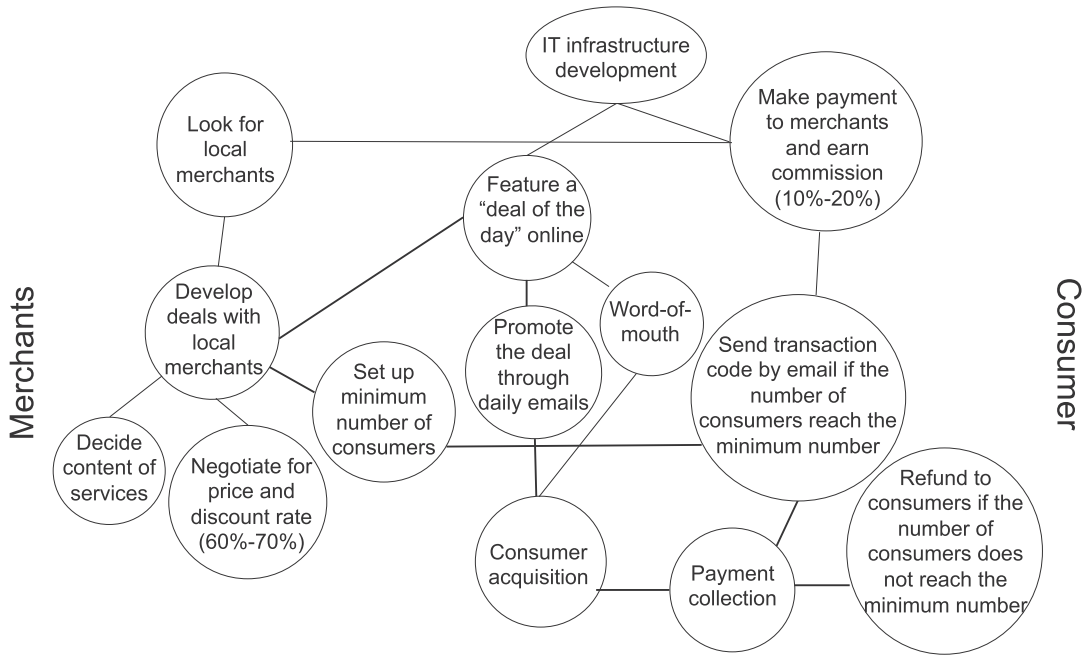 IT infrastructure
development
Look for
local
merchants
Make payment
to merchants
and earn
commission
(10%-20%)
Feature a
“deal of the
day” online
Merchants
Develop
deals with
local
merchants
Word-of-
mouth
Promote
the deal
through
daily emails
Consumer
Set up
minimum
number of
consumers
Send transaction
code by email if the
number of
consumers reach the
minimum number
Decide
content of
services
Negotiate for
price and
discount rate
(60%-70%)
Consumer
acquisition
Payment
collection
Refund to
consumers if the
number of
consumers does
not reach the
minimum number